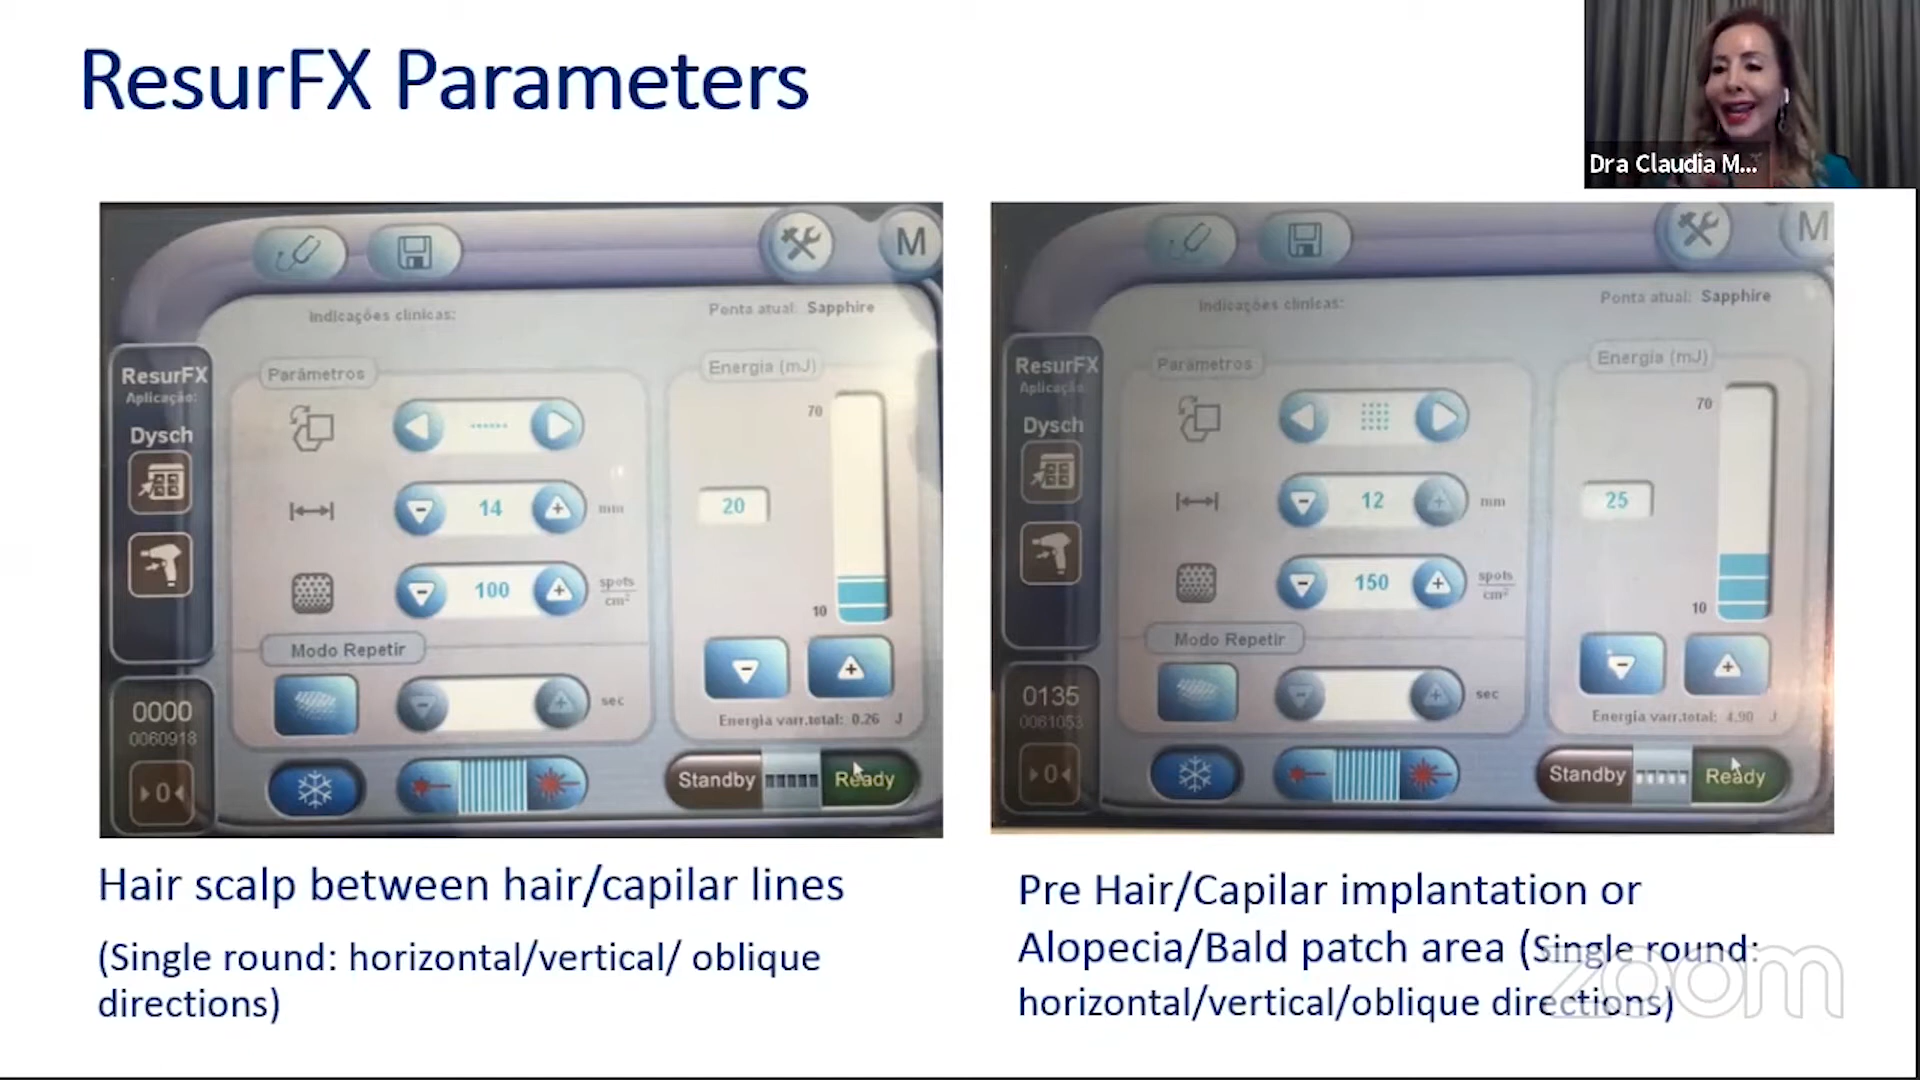 ResurFX Parameters
Dra Claudia M...
M
Indicações clinicas:
Ponta atual: Sapphire
ResurFX
Aplicação:
Dysch
Parâmetros
Energia (mJ)
70
14
mm
20
100
spots
cm²
10
Modo Repetir
sec
0000
0060918
0
Energia varr.total: 0.26 J
Standby
Ready
M
Indicações clinicas:
Ponta atual: Sapphire
ResurFX
Aplicação:
Dysch
Parâmetros
Energia (mJ)
70
12
mm
25
150
spots
cm²
10
Modo Repetir
sec
0135
0061053
0
Energia varr.total: 4.90 J
Standby
Ready
Hair scalp between hair/capilar lines
(Single round: horizontal/vertical/ oblique
directions)
Pre Hair/Capilar implantation or
Alopecia/Bald patch area (Single round:
horizontal/vertical/oblique directions)
zoom